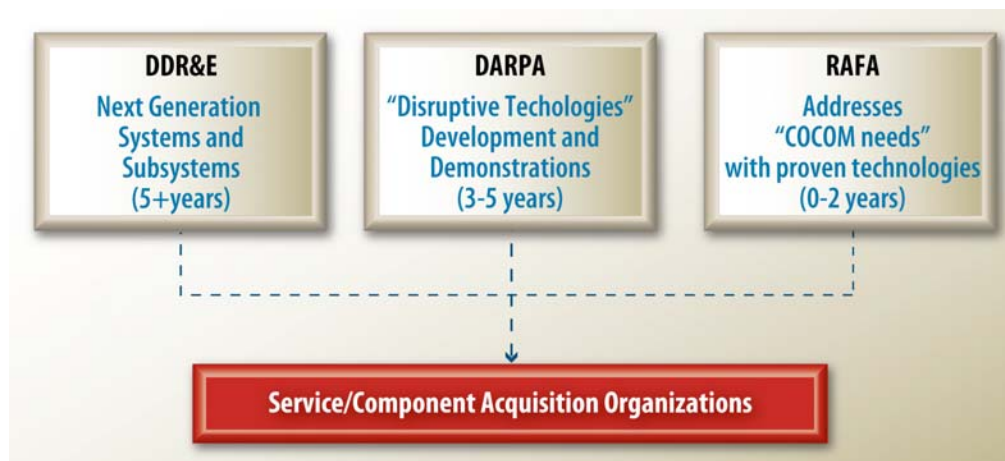 DDR&E
Next Generation
Systems and
Subsystems
(5+years)
DARPA
“Disruptive Techologies”
Development and
Demonstrations
(3-5 years)
RAFA
Addresses
“COCOM needs”
with proven technologies
(0-2 years)
Service/Component Acquisition Organizations